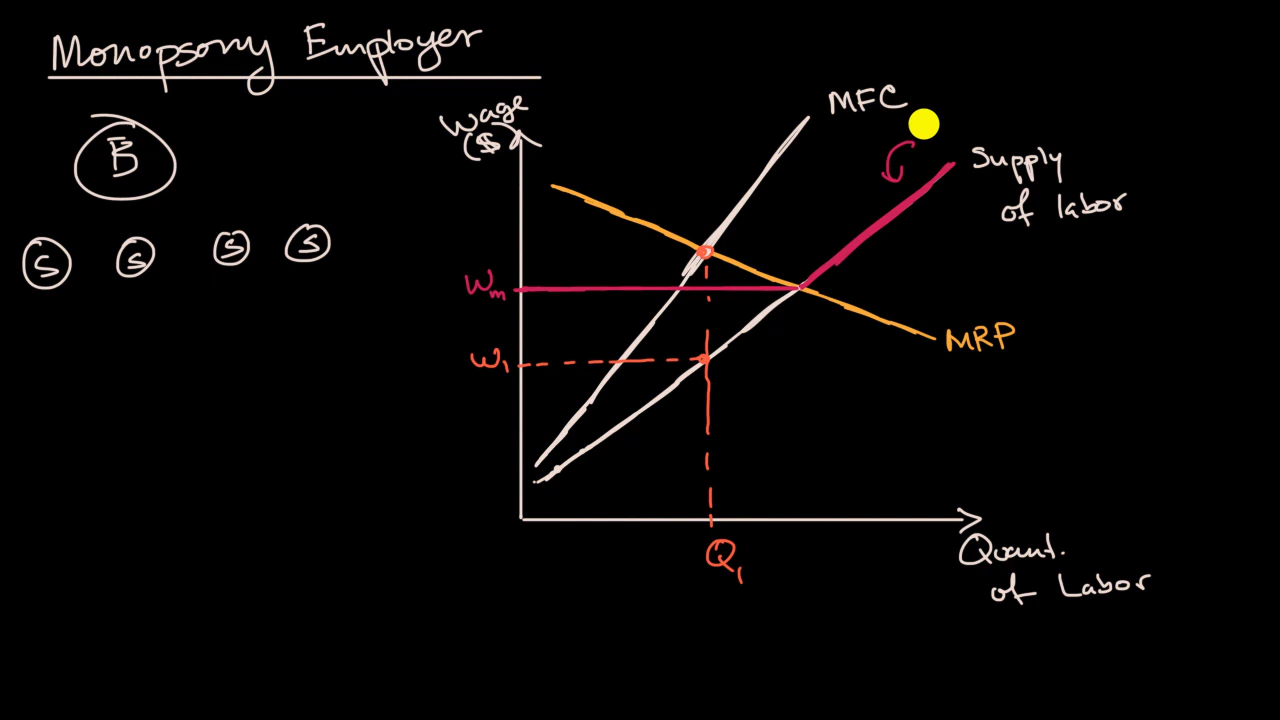 Monopsony Employer
B
S S S S
Wage
($)
MFC
Supply
of labor
Wm
W1
MRP
Q1
Quant.
of Labor